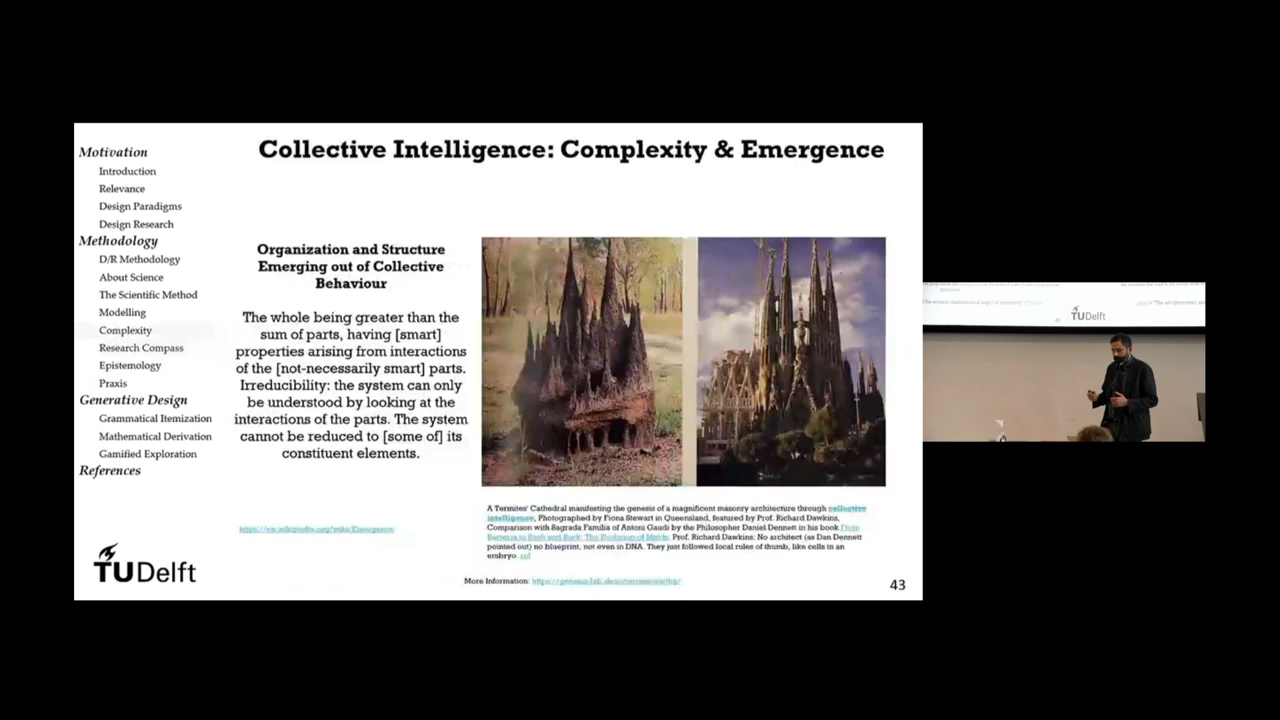 Collective Intelligence: Complexity & Emergence
Motivation
Introduction
Relevance
Design Paradigms
Design Research
Methodology
D/R Methodology
About Science
The Scientific Method
Modelling
Complexity
Research Compass
Epistemology
Praxis
Generative Design
Grammatical Itemization
Mathematical Derivation
Gamified Exploration
References
Organization and Structure
Emerging out of Collective
Behaviour
The whole being greater than the
sum of parts, having [smart]
properties arising from interactions
of the [not-necessarily smart] parts.
Irreducibility: the system can only
be understood by looking at the
interactions of the parts. The system
cannot be reduced to [some of] its
constituent elements.
https://en.wikipedia.org/wiki/Emergence
A Termites' Cathedral manifesting the genesis of a magnificent masonry architecture through collective
intelligence, Photographed by Fiona Stewart in Queensland, featured by Prof. Richard Dawkins,
Comparison with Sagrada Familia of Antoni Gaudi by the Philosopher Daniel Dennett in his book From
Bacteria to Bach and Back: The Evolution of Minds. Prof. Richard Dawkins: No architect (as Dan Dennett
pointed out) no blueprint, not even in DNA. They just followed local rules of thumb, like cells in an
embryo.
More Information:
TUDelft
43
TUDelft